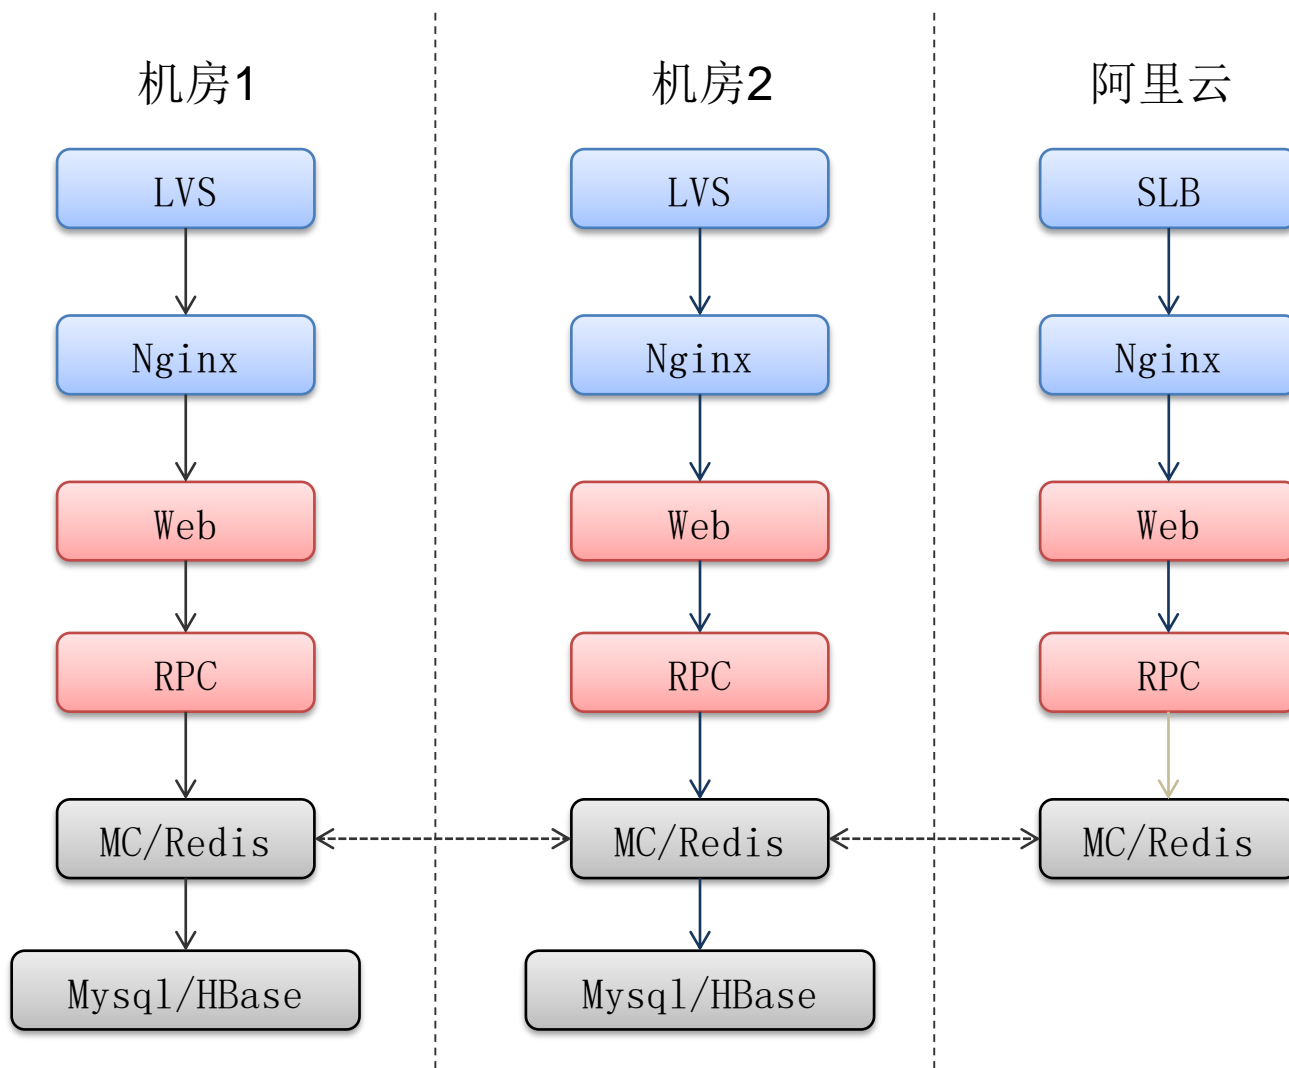 机房1
机房2
阿里云
LVS
LVS
SLB
Nginx
Nginx
Nginx
Web
Web
Web
RPC
RPC
RPC
MC/Redis
MC/Redis
MC/Redis
Mysql/HBase
Mysql/HBase